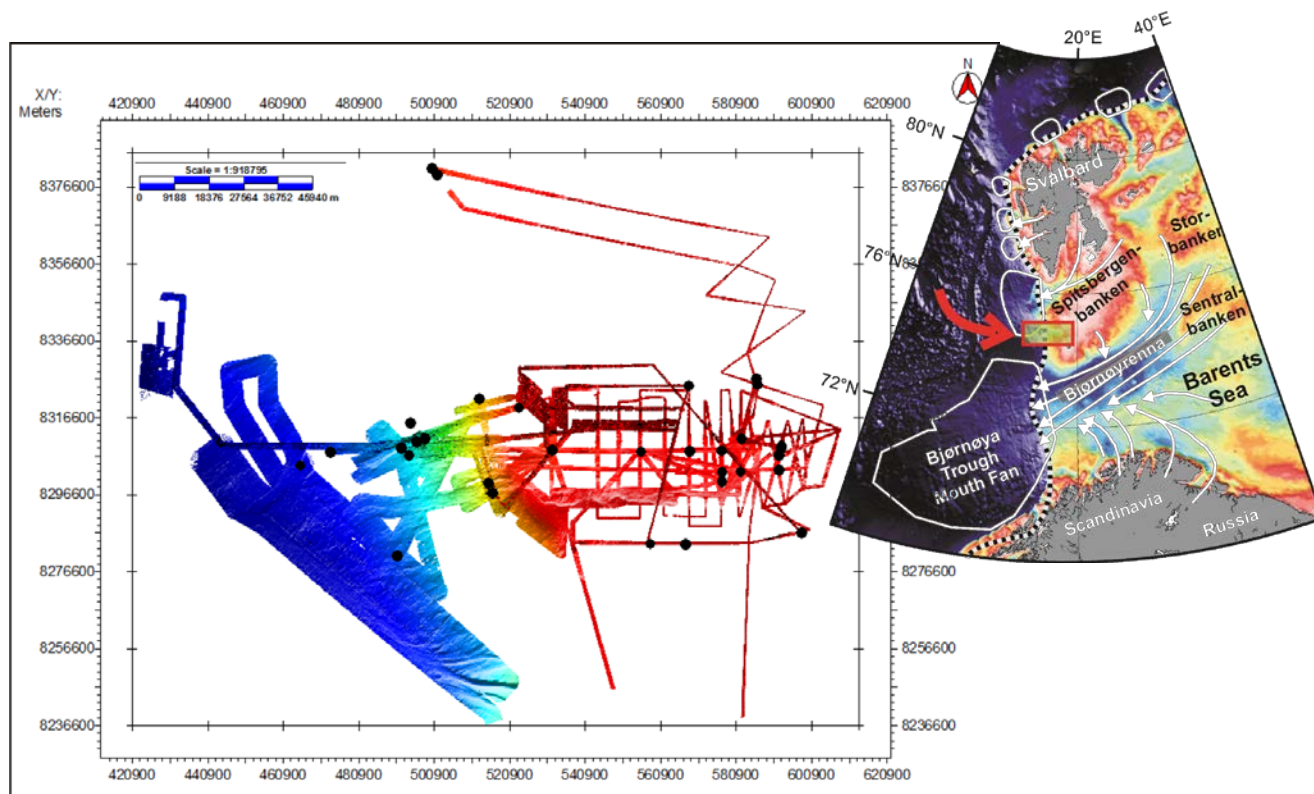 X/Y:
Meters
420900 440900 460900 480900 500900 520900 540900 560900 580900 600900 620900
Scale = 1:918795
0 9188 18376 27564 36752 45940 m
8376600
8356600
8336600
8316600
8296600
8276600
8256600
8236600
8376600
8316600
8296600
8276600
8256600
8236600
420900 440900 460900 480900 500900 520900 540900 560900 580900 600900 620900
N
20°E
40°E
80°N
76°N
72°N
Svalbard
Stor-
banken
Spitsbergen-
banken
Sentral-
banken
Bjørnøyrenna
Barents
Sea
Bjørnøya
Trough
Mouth Fan
Scandinavia
Russia